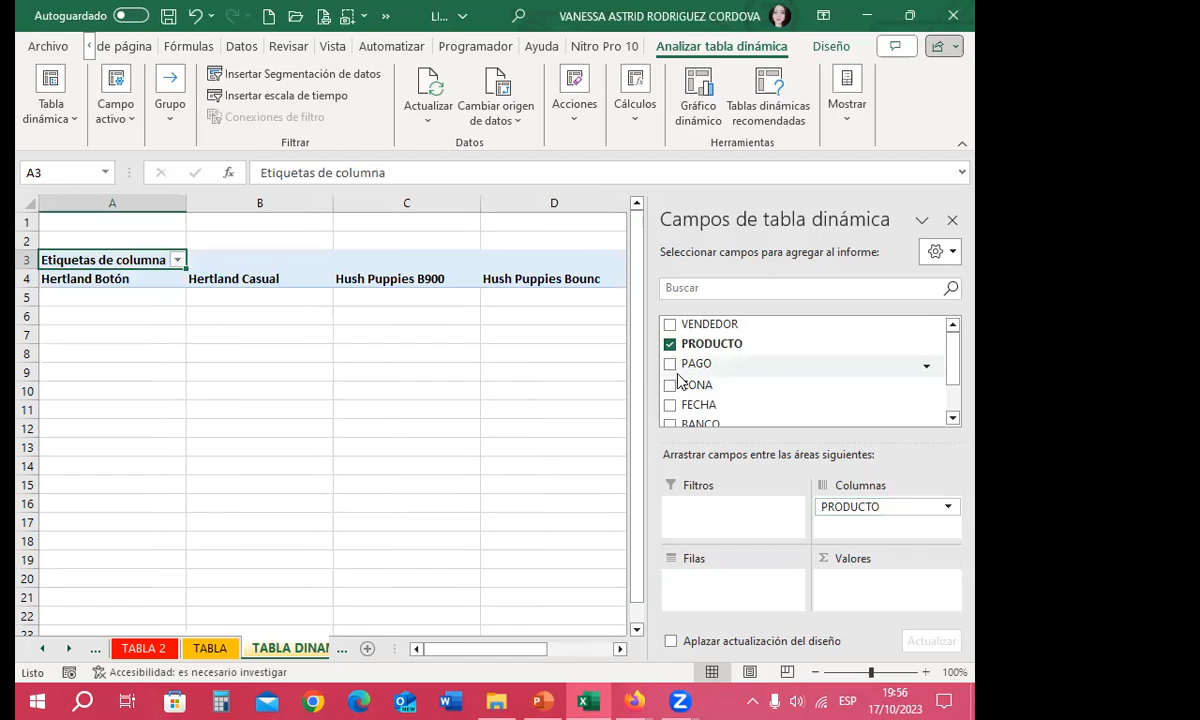 Autoguardado LI... VANESSA ASTRID RODRIGUEZ CORDOVA
Archivo de página Fórmulas Datos Revisar Vista Automatizar Programador Ayuda Nitro Pro 10 Analizar tabla dinámica Diseño
Tabla dinámica
Campo activo
Grupo
Insertar Segmentación de datos
Insertar escala de tiempo
Conexiones de filtro
Filtrar
Actualizar
Cambiar origen de datos
Datos
Acciones
Cálculos
Gráfico dinámico
Tablas dinámicas recomendadas
Herramientas
Mostrar
A3 fx Etiquetas de columna
A B C D
1
2
3 Etiquetas de columna
4 Hertland Botón Hertland Casual Hush Puppies B900 Hush Puppies Bounc
5
6
7
8
9
10
11
12
13
14
15
16
17
18
19
20
21
22
23
Campos de tabla dinámica
Seleccionar campos para agregar al informe:
Buscar
VENDEDOR
PRODUCTO
PAGO
ZONA
FECHA
BANCO
Arrastrar campos entre las áreas siguientes:
Filtros
Columnas
PRODUCTO
Filas
Σ Valores
Aplazar actualización del diseño Actualizar
... TABLA 2 TABLA TABLA DINAM ...
Listo Accesibilidad: es necesario investigar 100%
ESP 19:56
17/10/2023